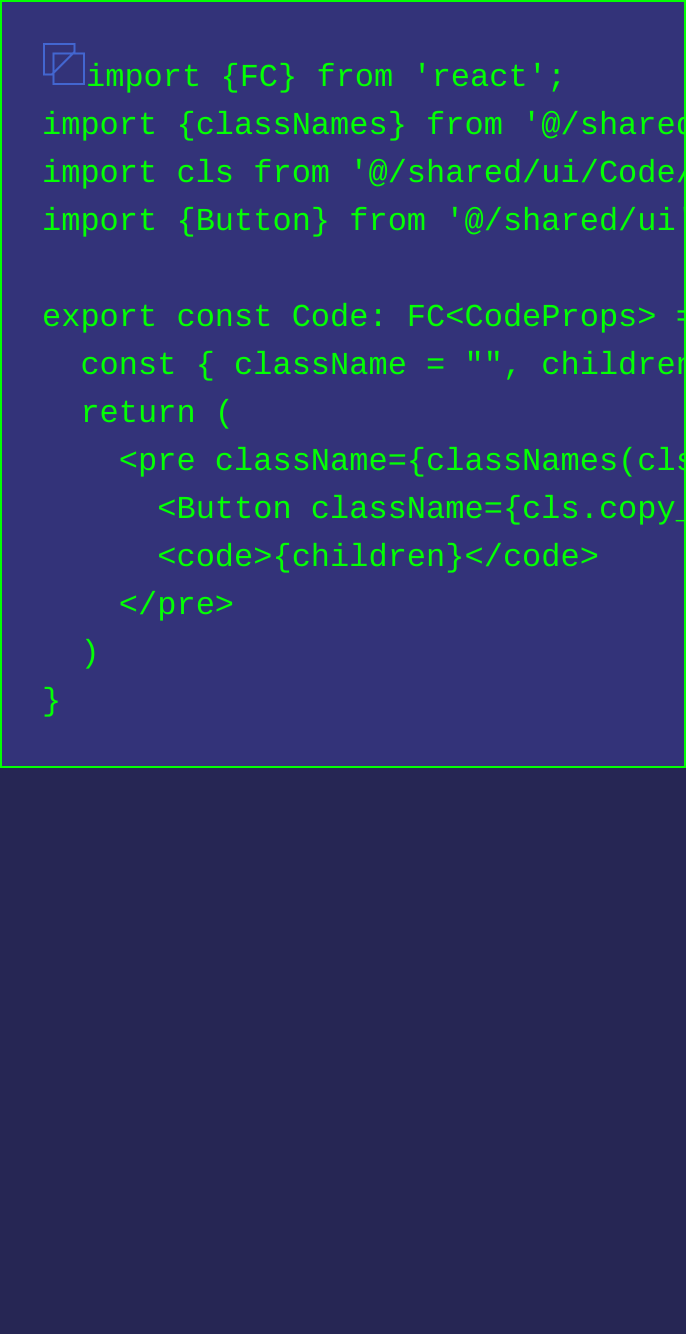 import {FC} from 'react';
import {classNames} from '@/shared
import cls from '@/shared/ui/Code/
import {Button} from '@/shared/ui'
export const Code: FC<CodeProps> =
  const { className = "", children
  return (
    <pre className={classNames(cls
      <Button className={cls.copy_
      <code>{children}</code>
    </pre>
  )
}